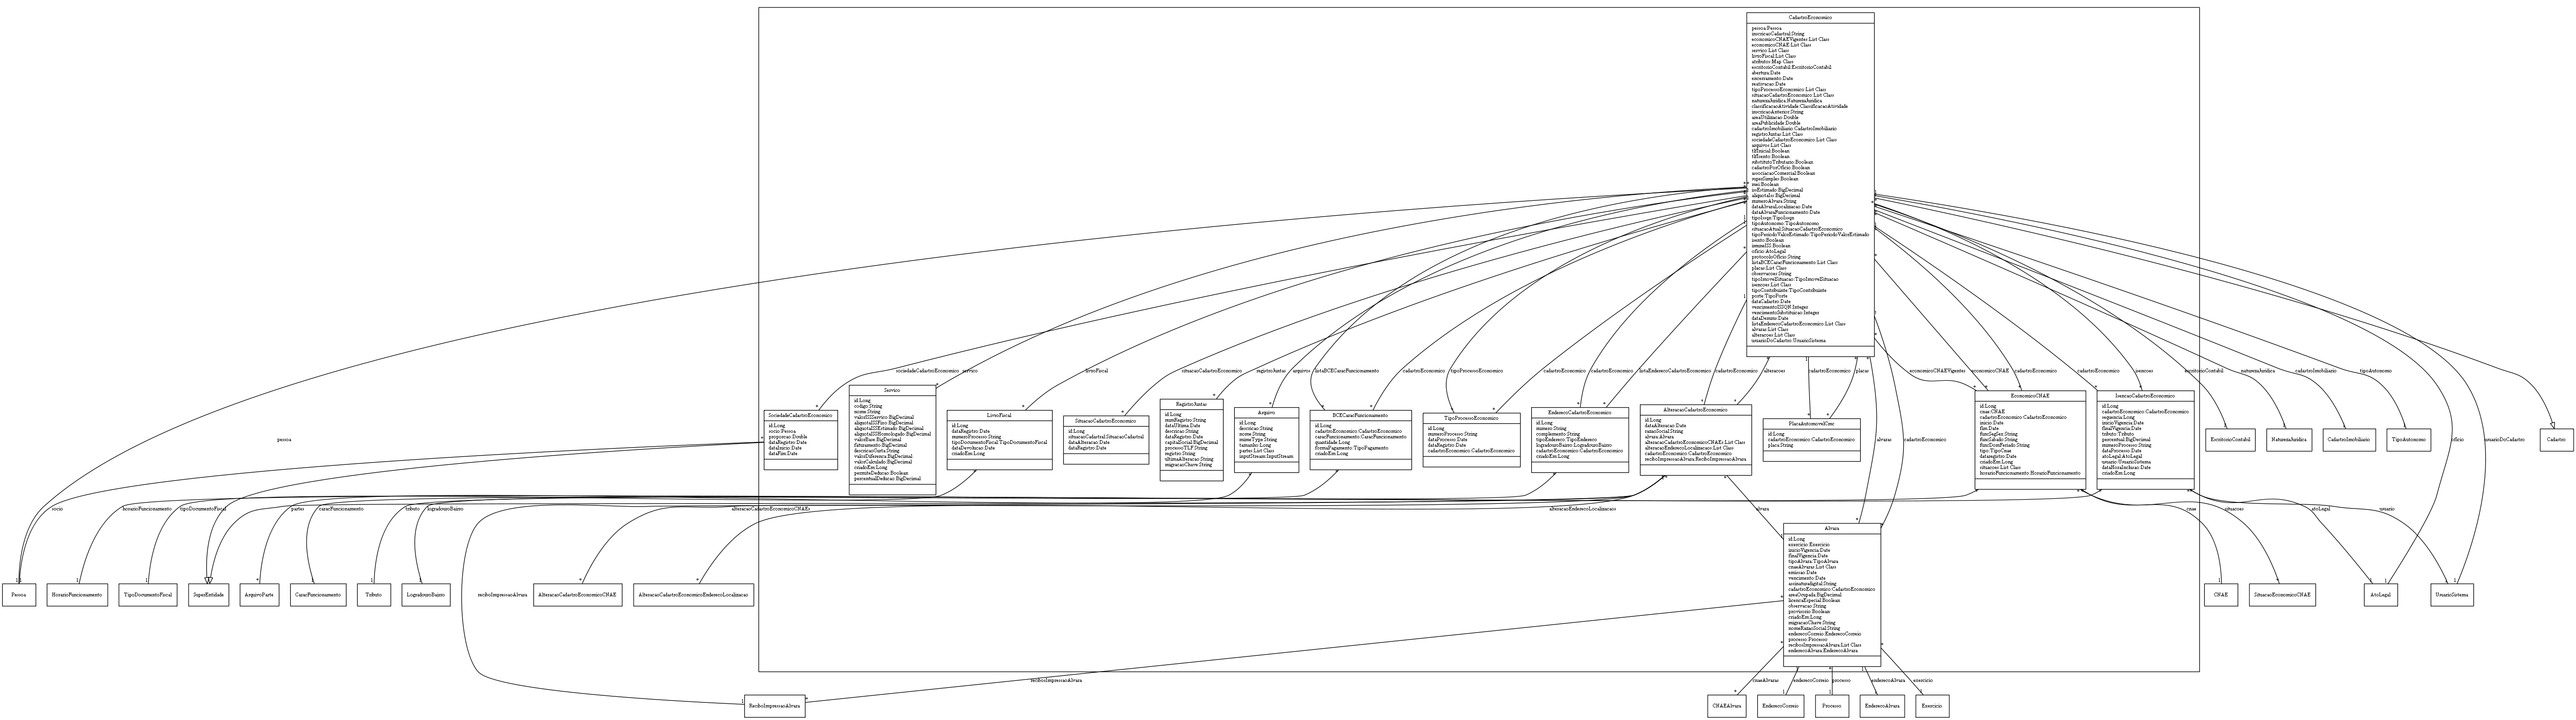 CadastroEconomico
pessoa:Pessoa
inscricaoCadastral:String
economicoCNAEVigentes:List Class
economicoCNAE:List Class
servico:List Class
livroFiscal:List Class
atributos:Map Class
escritorioContabil:EscritorioContabil
abertura:Date
encerramento:Date
reativacao:Date
tipoProcessoEconomico:List Class
situacaoCadastroEconomico:List Class
naturezaJuridica:NaturezaJuridica
classificacaoAtividade:ClassificacaoAtividade
inscricaoAnterior:String
areaUtilizacao:Double
areaPublicidade:Double
cadastroImobiliario:CadastroImobiliario
registroJuntas:List Class
sociedadeCadastroEconomico:List Class
arquivos:List Class
tlfInicial:Boolean
tlfIsento:Boolean
substitutoTributario:Boolean
cadastroPorOficio:Boolean
associacaoComercial:Boolean
superSimples:Boolean
mei:Boolean
issEstimado:BigDecimal
aliquotaIss:BigDecimal
numeroAlvara:String
dataAlvaraLocalizacao:Date
dataAlvaraFuncionamento:Date
tipoIssqn:TipoIssqn
tipoAutonomo:TipoAutonomo
situacaoAtual:SituacaoCadastroEconomico
tipoPeriodoValorEstimado:TipoPeriodoValorEstimado
isento:Boolean
imuneISS:Boolean
oficio:AtoLegal
protocoloOficio:String
listaBCECaracFuncionamento:List Class
placas:List Class
observacoes:String
tipoImovelSituacao:TipoImovelSituacao
isencoes:List Class
tipoContribuinte:TipoContribuinte
porte:TipoPorte
dataCadastro:Date
vencimentoISSQN:Integer
vencimentoSubstituicao:Integer
dataDemuns:Date
listaEnderecoCadastroEconomico:List Class
alvaras:List Class
alteracoes:List Class
usuarioDoCadastro:UsuarioSistema
pessoa
sociedadeCadastroEconomico
servico
livroFiscal
situacaoCadastroEconomico
registroJuntas
arquivos
listaBCECaracFuncionamento
cadastroEconomico
tipoProcessoEconomico
cadastroEconomico
cadastroEconomico
listaEnderecoCadastroEconomico
cadastroEconomico
alteracoes
cadastroEconomico
placas
alvaras
cadastroEconomico
economicoCNAEVigentes
economicoCNAE
cadastroEconomico
cadastroEconomico
isencoes
escritorioContabil
naturezaJuridica
cadastroImobiliario
tipoAutonomo
oficio
usuarioDoCadastro
SociedadeCadastroEconomico
id:Long
socio:Pessoa
proporcao:Double
dataRegistro:Date
dataInicio:Date
dataFim:Date
Servico
id:Long
codigo:String
nome:String
valorISSServico:BigDecimal
aliquotaISSFixo:BigDecimal
aliquotaISSEstimado:BigDecimal
aliquotaISSHomologado:BigDecimal
valorBase:BigDecimal
faturamento:BigDecimal
descricaoCurta:String
valorDiferenca:BigDecimal
valorCalculado:BigDecimal
criadoEm:Long
permiteDeducao:Boolean
percentualDeducao:BigDecimal
LivroFiscal
id:Long
dataRegistro:Date
numeroProcesso:String
tipoDocumentoFiscal:TipoDocumentoFiscal
dataDevolucao:Date
criadoEm:Long
SituacaoCadastroEconomico
id:Long
situacaoCadastral:SituacaoCadastral
dataAlteracao:Date
dataRegistro:Date
RegistroJuntas
id:Long
numRegistro:String
dataUltima:Date
descricao:String
dataRegistro:Date
capitalSocial:BigDecimal
processoTLF:String
registro:String
ultimaAlteracao:String
migracaoChave:String
Arquivo
id:Long
descricao:String
nome:String
mimeType:String
tamanho:Long
partes:List Class
inputStream:InputStream
BCECaracFuncionamento
id:Long
cadastroEconomico:CadastroEconomico
caracFuncionamento:CaracFuncionamento
quantidade:Long
formaPagamento:TipoPagamento
criadoEm:Long
TipoProcessoEconomico
id:Long
numeroProcesso:String
dataProcesso:Date
dataRegistro:Date
cadastroEconomico:CadastroEconomico
EnderecoCadastroEconomico
id:Long
numero:String
complemento:String
tipoEndereco:TipoEndereco
logradouroBairro:LogradouroBairro
cadastroEconomico:CadastroEconomico
criadoEm:Long
AlteracaoCadastroEconomico
id:Long
dataAlteracao:Date
razaoSocial:String
alvara:Alvara
alteracaoCadastroEconomicoCNAEs:List Class
alteracaoEnderecoLocalizacao:List Class
cadastroEconomico:CadastroEconomico
reciboImpressaoAlvara:ReciboImpressaoAlvara
PlacaAutomovelCmc
id:Long
cadastroEconomico:CadastroEconomico
placa:String
EconomicoCNAE
id:Long
cnae:CNAE
cadastroEconomico:CadastroEconomico
inicio:Date
fim:Date
funcSegSex:String
funcSabado:String
funcDomFeriado:String
tipo:TipoCnae
dataregistro:Date
criadoEm:Long
situacoes:List Class
horarioFuncionamento:HorarioFuncionamento
IsencaoCadastroEconomico
id:Long
cadastroEconomico:CadastroEconomico
sequencia:Long
inicioVigencia:Date
finalVigencia:Date
tributo:Tributo
percentual:BigDecimal
numeroProcesso:String
dataProcesso:Date
atoLegal:AtoLegal
usuario:UsuarioSistema
dataHoraInclusao:Date
criadoEm:Long
EscritorioContabil
NaturezaJuridica
CadastroImobiliario
TipoAutonomo
Cadastro
socio
horarioFuncionamento
tipoDocumentoFiscal
partes
caracFuncionamento
tributo
logradouroBairro
reciboImpressaoAlvara
alteracaoCadastroEconomicoCNAEs
alteracaoEnderecoLocalizacao
alvara
cnae
situacoes
atoLegal
usuario
Alvara
id:Long
exercicio:Exercicio
inicioVigencia:Date
finalVigencia:Date
tipoAlvara:TipoAlvara
cnaeAlvaras:List Class
emissao:Date
vencimento:Date
assinaturadigital:String
cadastroEconomico:CadastroEconomico
areaOcupada:BigDecimal
licencaEspecial:Boolean
observacao:String
provisorio:Boolean
criadoEm:Long
migracaoChave:String
nomeRazaoSocial:String
enderecoCorreio:EnderecoCorreio
processo:Processo
recibosImpressaoAlvara:List Class
enderecoAlvara:EnderecoAlvara
Pessoa
HorarioFuncionamento
TipoDocumentoFiscal
SuperEntidade
ArquivoParte
CaracFuncionamento
Tributo
LogradouroBairro
AlteracaoCadastroEconomicoCNAE
AlteracaoCadastroEconomicoEnderecoLocalizacao
CNAE
SituacaoEconomicoCNAE
AtoLegal
UsuarioSistema
recibosImpressaoAlvara
cnaeAlvaras
enderecoCorreio
processo
enderecoAlvara
exercicio
ReciboImpressaoAlvara
CNAEAlvara
EnderecoCorreio
Processo
EnderecoAlvara
Exercicio